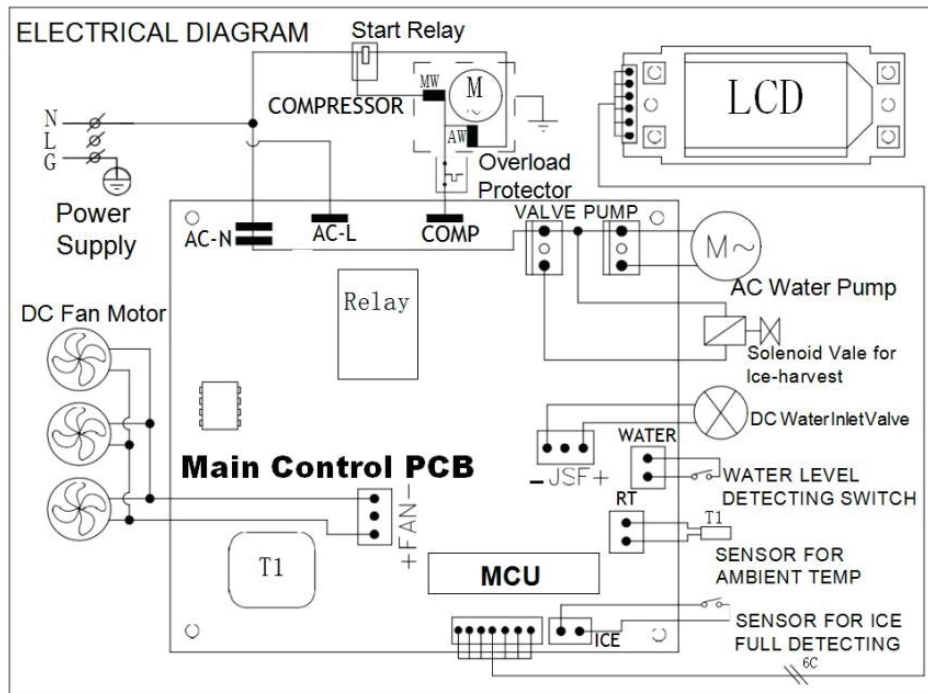 ELECTRICAL DIAGRAM
Start Relay
COMPRESSOR
MW
M
~
AW
LCD
N
L
G
Overload
Protector
Power
Supply
AC-N
AC-L
COMP
VALVE
PUMP
M~
AC Water Pump
Relay
DC Fan Motor
Solenoid Vale for
Ice-harvest
DC WaterInletValve
WATER
- JSF +
Main Control PCB
WATER LEVEL
DETECTING SWITCH
RT
T1
+FAN-
T1
MCU
SENSOR FOR
AMBIENT TEMP
ICE
SENSOR FOR ICE
FULL DETECTING
6C